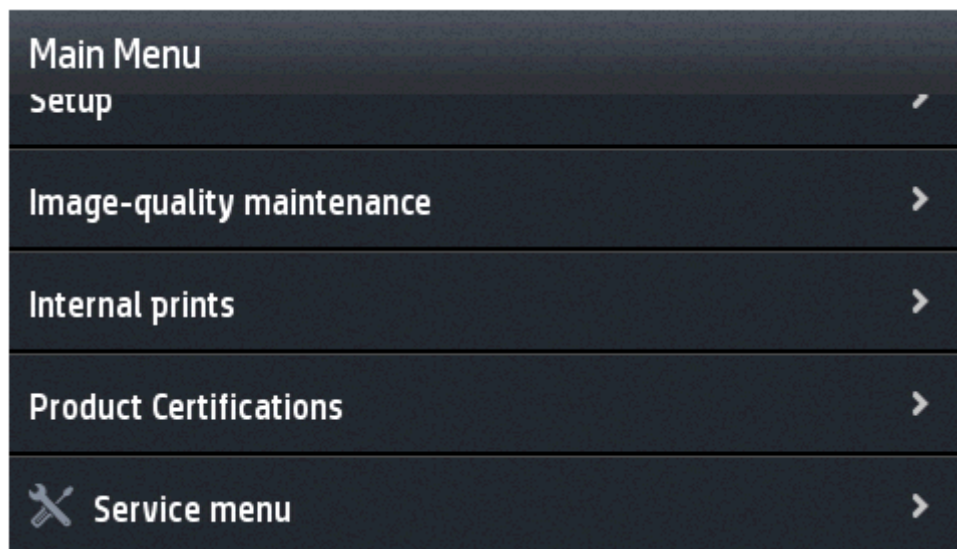 Main Menu
Setup
Image-quality maintenance
Internal prints
Product Certifications
Service menu